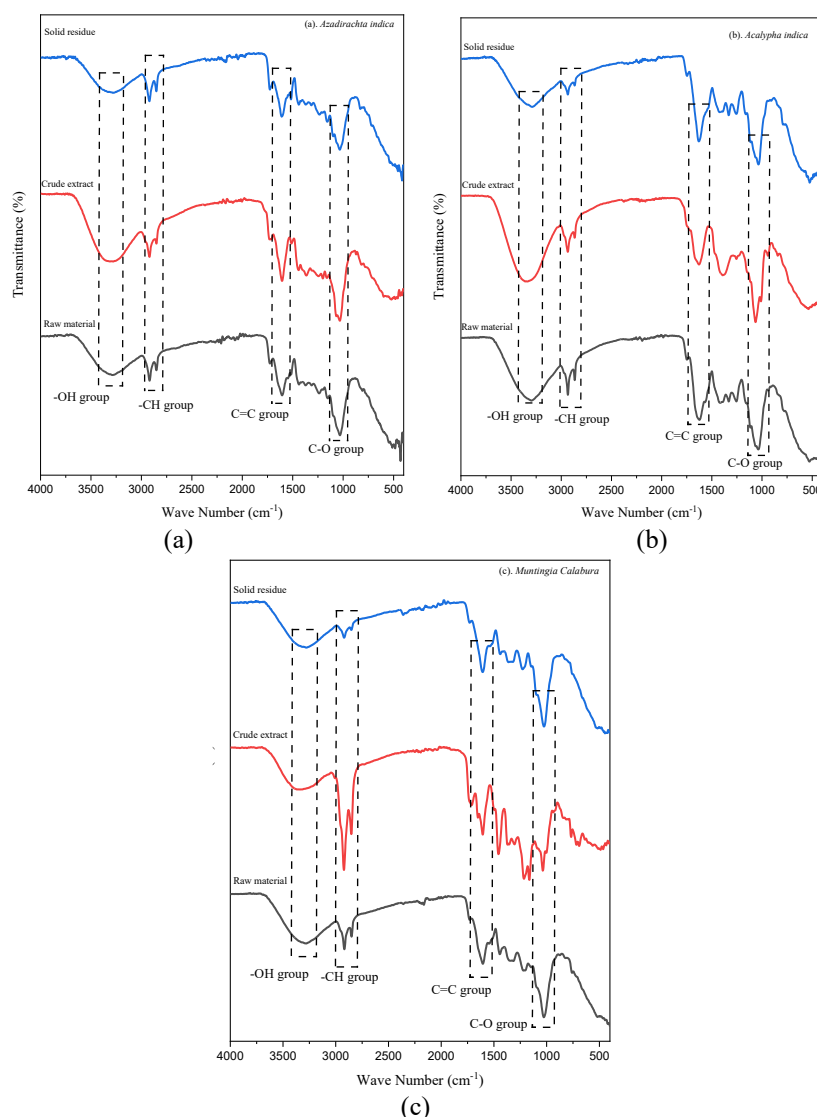 (a). Azadirachta indica
Solid residue
Crude extract
Raw material
-OH group
-CH group
C=C group
C-O group
Transmittance (%)
4000 3500 3000 2500 2000 1500 1000 500
Wave Number (cm⁻¹)
(a)
(b). Acalypha indica
Solid residue
Crude extract
Raw material
-OH group
-CH group
C=C group
C-O group
Transmittance (%)
4000 3500 3000 2500 2000 1500 1000 500
Wave Number (cm⁻¹)
(b)
(c). Muntingia Calabura
Solid residue
Crude extract
Raw material
-OH group
-CH group
C=C group
C-O group
4000 3500 3000 2500 2000 1500 1000 500
Wave Number (cm⁻¹)
(c)